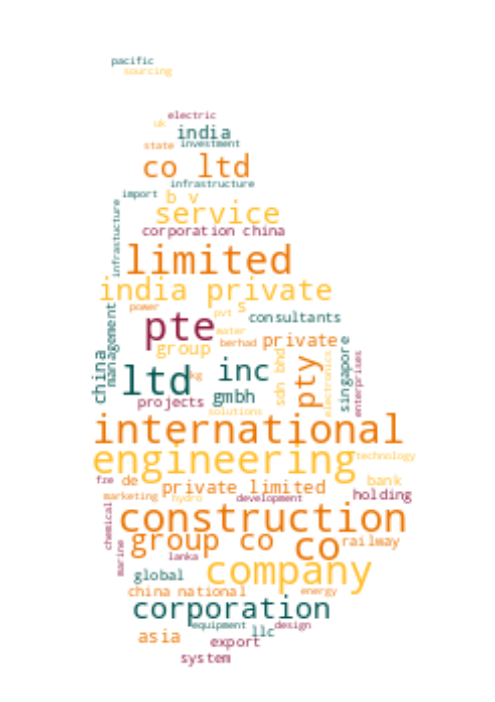 pacific
sourcing
electric
uk
india
state investment
co ltd
infrastructure
import
b v
service
infrastucture
corporation china
limited
india private
power
pvt
s
consultants
pte
water
management
group
berhad
private
china
ltd
kg
inc
sdn bhd
pty
electronics
singapore
enterprises
projects
gmbh
solutions
international
engineering
technology
fze
de
private limited
bank
marketing
hydro
development
holding
chemical
construction
marine
group co
co
railway
lanka
global
company
china national
energy
corporation
equipment
llc
design
asia
export
system